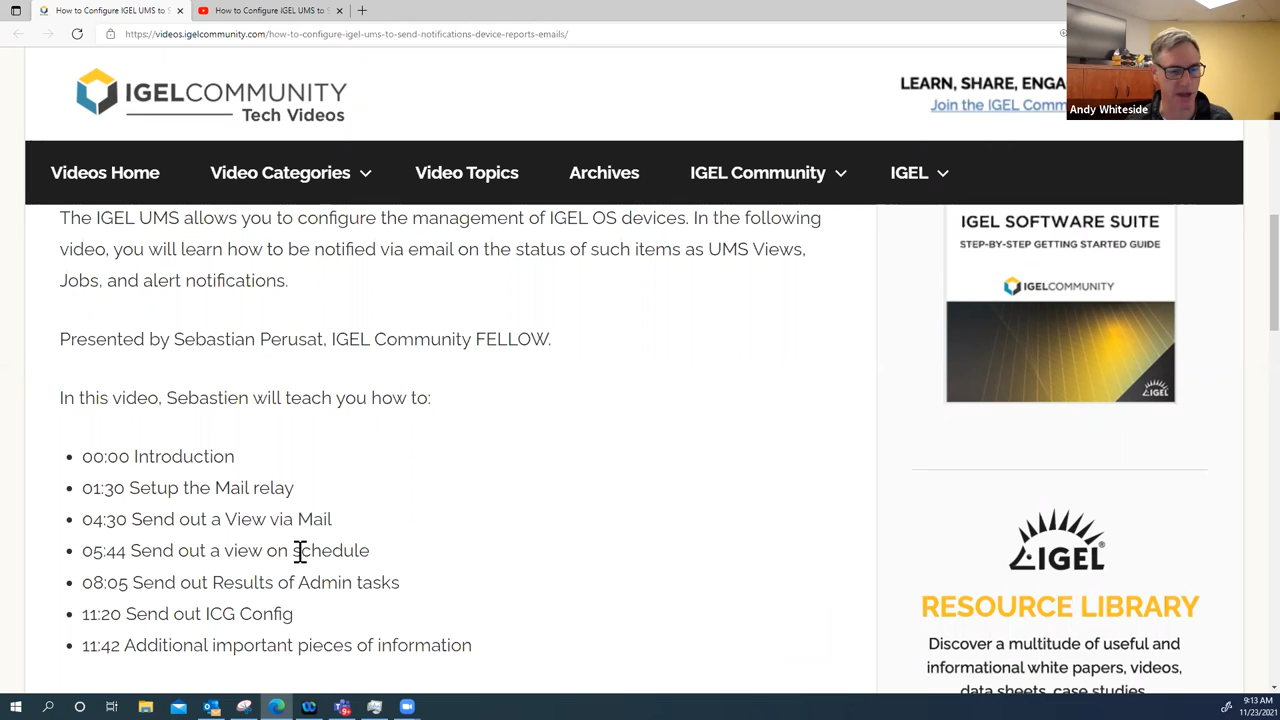 How to Configure IGEL UMS to S
How to Configure IGEL UMS to S
https://videos.igelcommunity.com/how-to-configure-igel-ums-to-send-notifications-device-reports-emails/
IGELCOMMUNITY
Tech Videos
LEARN, SHARE, ENGA
Join the IGEL Comm
Andy Whiteside
Videos Home
Video Categories
Video Topics
Archives
IGEL Community
IGEL
The IGEL UMS allows you to configure the management of IGEL OS devices. In the following
video, you will learn how to be notified via email on the status of such items as UMS Views,
Jobs, and alert notifications.
Presented by Sebastian Perusat, IGEL Community FELLOW.
In this video, Sebastien will teach you how to:
00:00 Introduction
01:30 Setup the Mail relay
04:30 Send out a View via Mail
05:44 Send out a view on schedule
08:05 Send out Results of Admin tasks
11:20 Send out ICG Config
11:42 Additional important pieces of information
IGEL SOFTWARE SUITE
STEP-BY-STEP GETTING STARTED GUIDE
IGELCOMMUNITY
IGEL
IGEL
RESOURCE LIBRARY
Discover a multitude of useful and
informational white papers, videos,
data sheets, case studies,
9:13 AM
11/23/2021